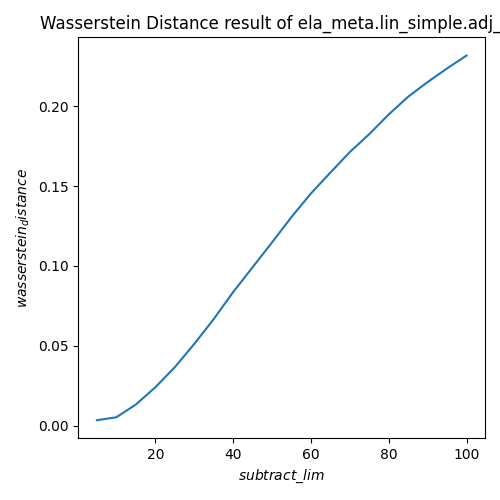 Wasserstein Distance result of ela_meta.lin_simple.adj_
wasserstein_distance
0.20
0.15
0.10
0.05
0.00
20 40 60 80 100
subtract_lim